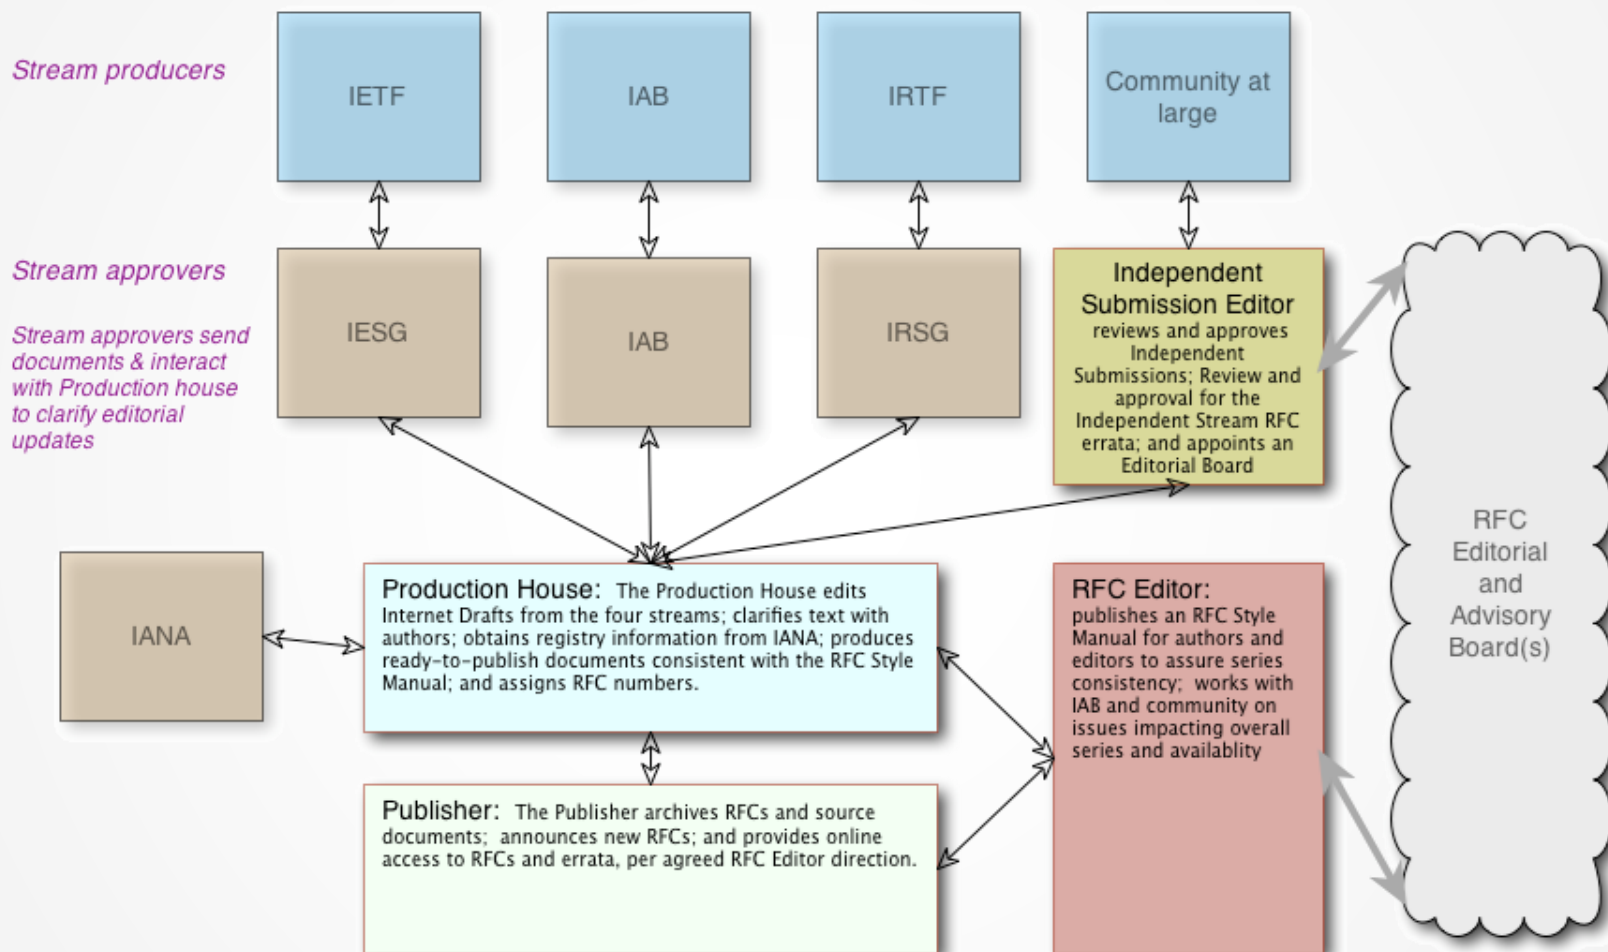 Stream producers
IETF
IAB
IRTF
Community at
large
Stream approvers
Stream approvers send
documents & interact
with Production house
to clarify editorial
updates
IESG
IAB
IRSG
Independent
Submission Editor
reviews and approves
Independent
Submissions; Review and
approval for the
Independent Stream RFC
errata; and appoints an
Editorial Board
RFC
Editorial
and
Advisory
Board(s)
IANA
Production House: The Production House edits
Internet Drafts from the four streams; clarifies text with
authors; obtains registry information from IANA; produces
ready-to-publish documents consistent with the RFC Style
Manual; and assigns RFC numbers.
RFC Editor:
publishes an RFC Style
Manual for authors and
editors to assure series
consistency; works with
IAB and community on
issues impacting overall
series and availablity
Publisher: The Publisher archives RFCs and source
documents; announces new RFCs; and provides online
access to RFCs and errata, per agreed RFC Editor direction.